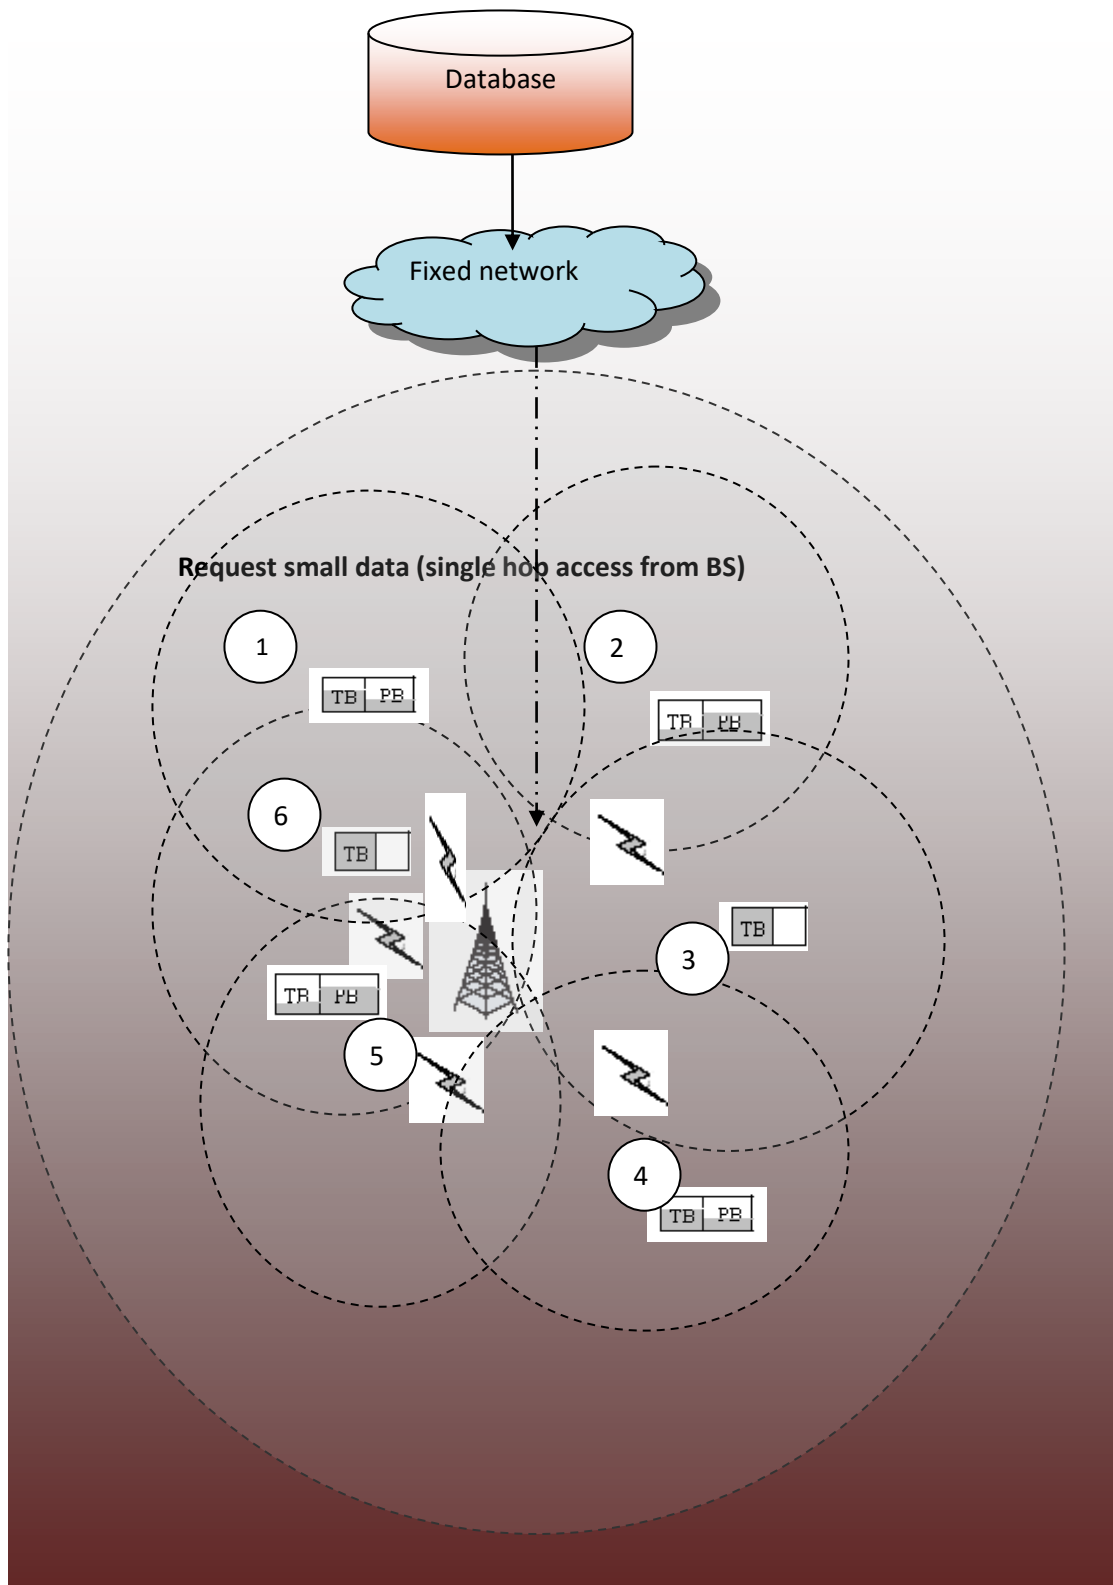 Database
Fixed network
Request small data (single hop access from BS)
1
2
TB PB
TB PB
6
TB
TB
3
TB PB
5
4
TB PB